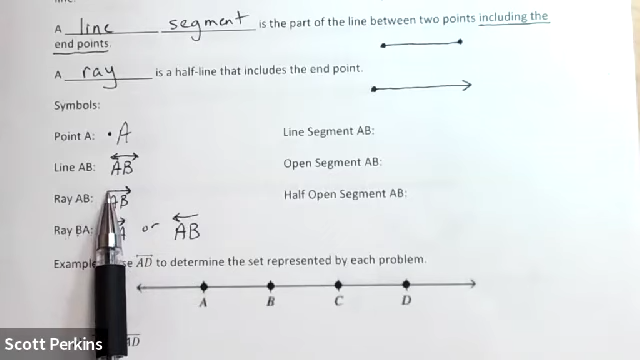 A line segment is the part of the line between two points including the
end points.
A ray is a half-line that includes the end point.
Symbols:
Point A: • A
Line Segment AB:
Line AB: AB
Open Segment AB:
Ray AB: AB
Half Open Segment AB:
Ray BA: A or AB
AD to determine the set represented by each problem.
A B C D
AD
Scott Perkins